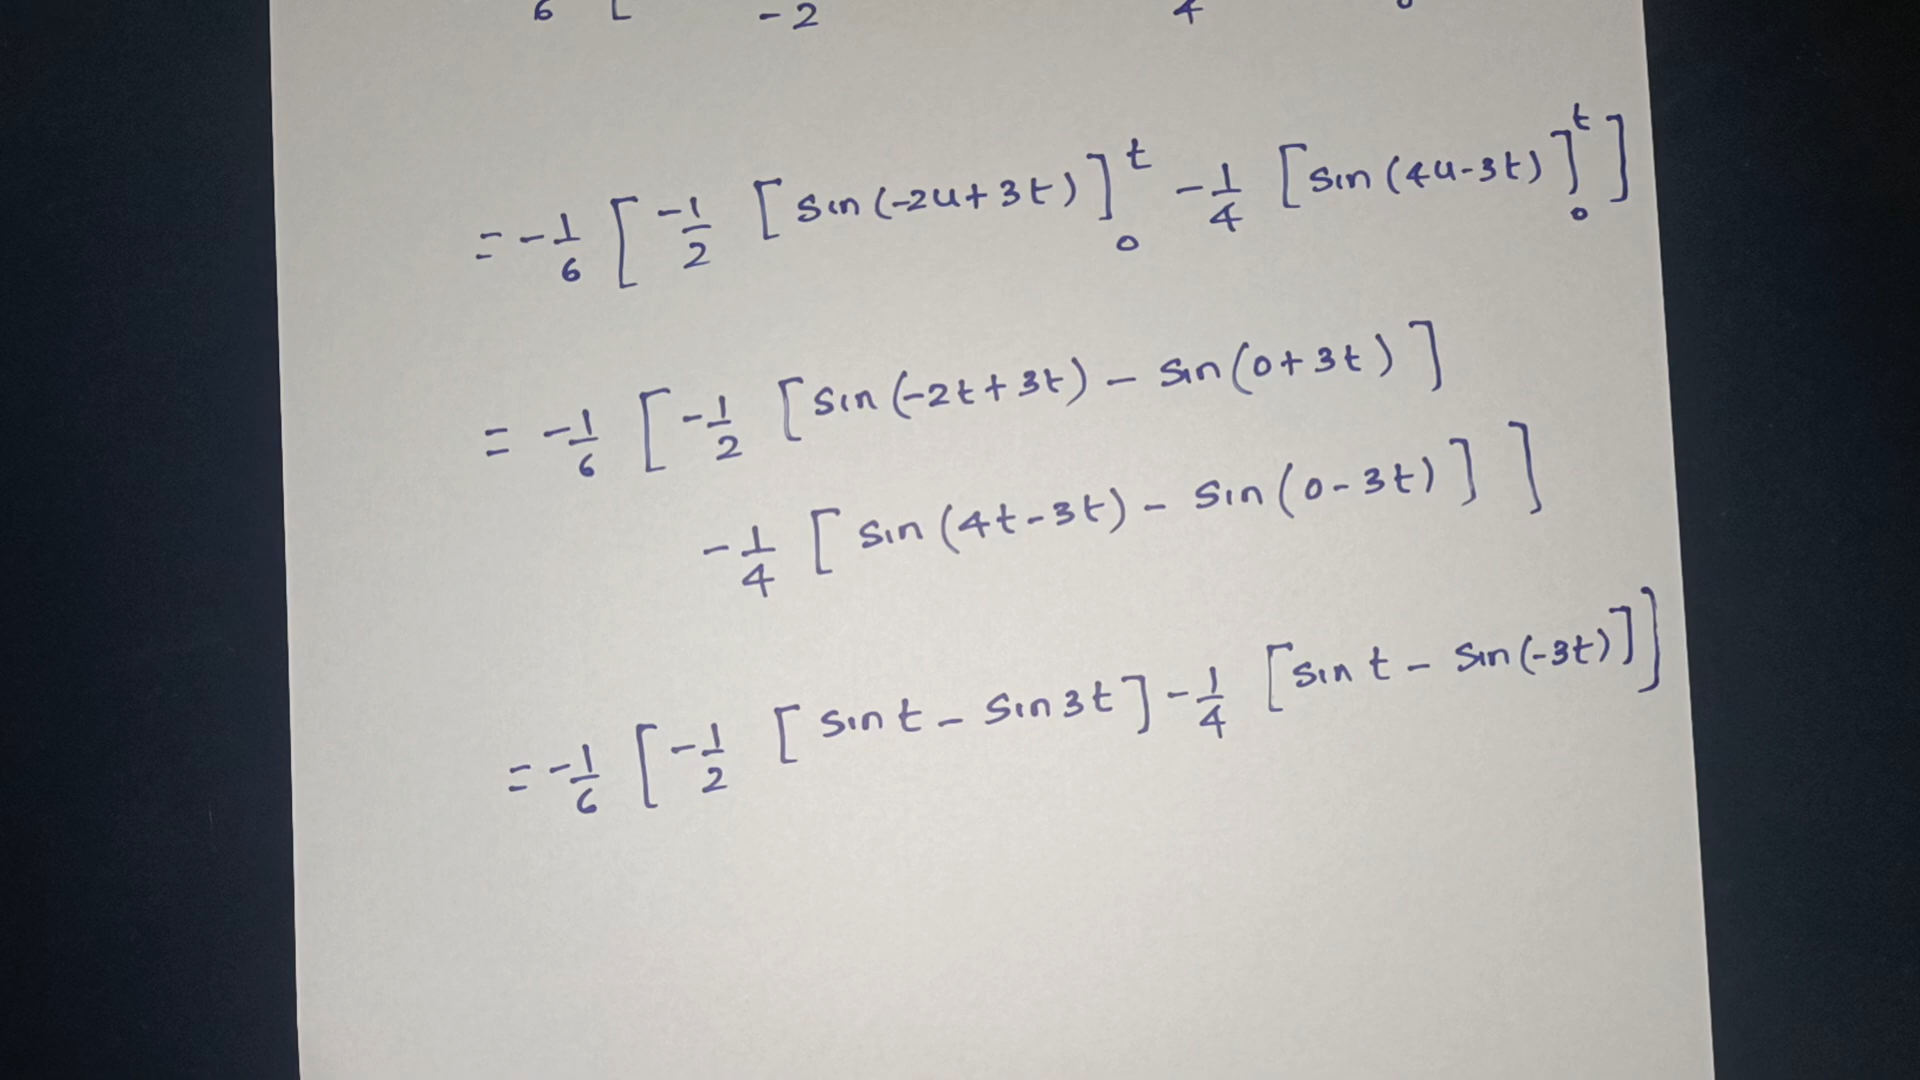 6 [ -2 4 0
= -1/6 [ -1/2 [sin(-2u+3t)]₀ᵗ - 1/4 [sin(4u-3t)]₀ᵗ ]
= -1/6 [ -1/2 [sin(-2t+3t) - sin(0+3t)]
-1/4 [sin(4t-3t) - sin(0-3t)] ]
= -1/6 [ -1/2 [sin t - sin 3t] - 1/4 [sin t - sin(-3t)] ]